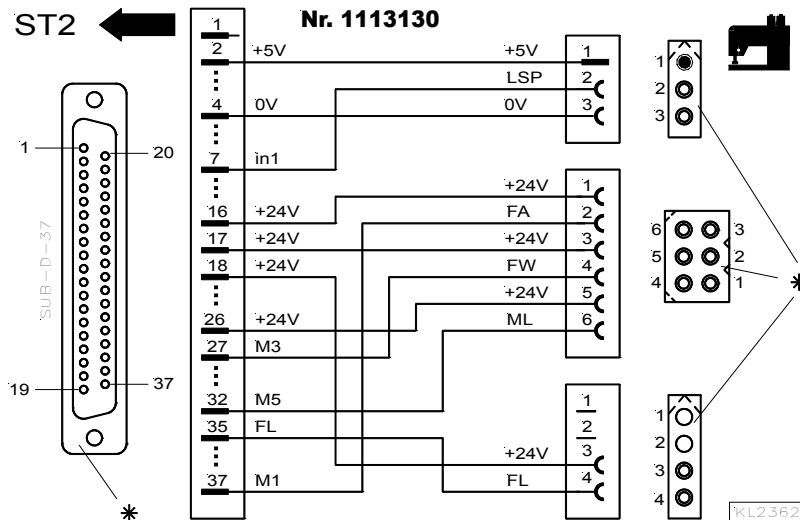 ST2
Nr. 1113130
1
2 +5V
4 0V
7 in1
16 +24V
17 +24V
18 +24V
26 +24V
27 M3
32 M5
35 FL
37 M1
1
20
19
37
SUB-D-37
*
+5V 1
LSP 2
0V 3
+24V 1
FA 2
+24V 3
FW 4
+24V 5
ML 6
1
2
+24V 3
FL 4
1
2
3
6 3
5 2
4 1
*
1
2
3
4
KL2362